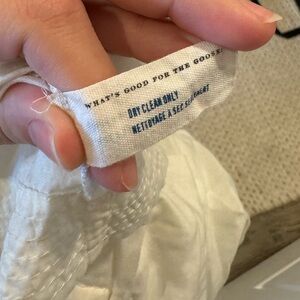 WHAT'S GOOD FOR THE GOOSE
DRY CLEAN ONLY
NETTOYAGE A SEC SEULEMENT